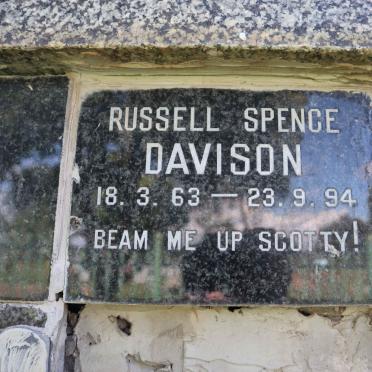 RUSSELL SPENCE
DAVISON
18. 3. 63 — 23. 9. 94
BEAM ME UP SCOTTY!